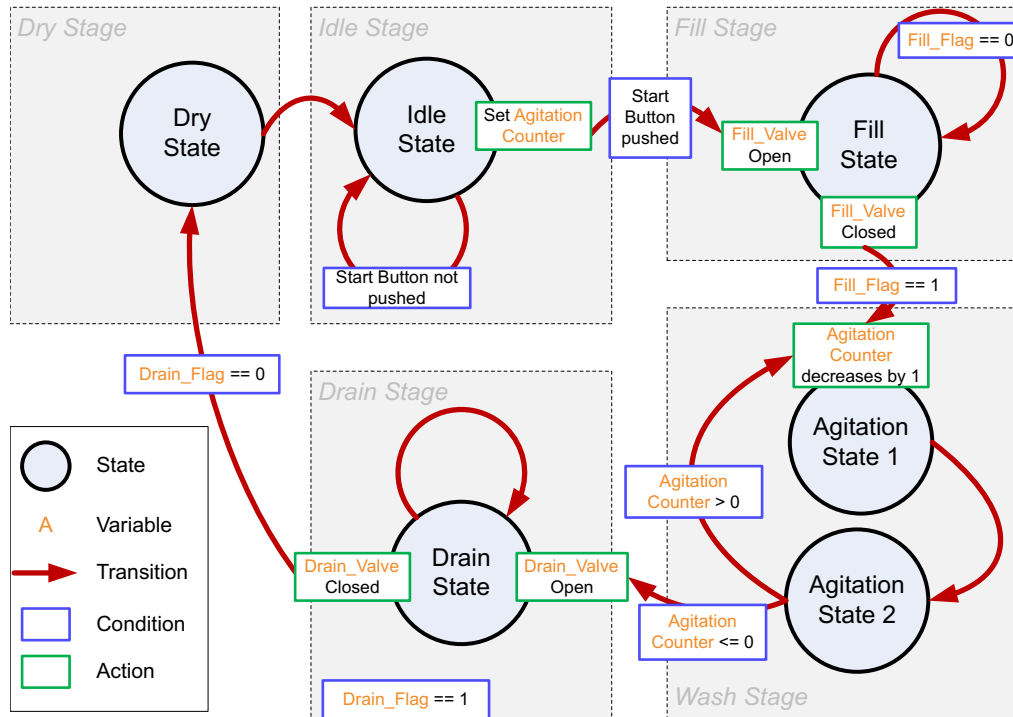 Dry Stage
Idle Stage
Fill Stage
Dry
State
Idle
State
Set Agitation
Counter
Start
Button
pushed
Fill_Valve
Open
Fill
State
Fill_Flag == 0
Fill_Valve
Closed
Start Button not
pushed
Fill_Flag == 1
Agitation
Counter
decreases by 1
Agitation
State 1
Agitation
Counter > 0
Agitation
State 2
Agitation
Counter <= 0
Wash Stage
Drain_Flag == 0
Drain Stage
Drain_Valve
Closed
Drain
State
Drain_Valve
Open
Drain_Flag == 1
State
A
Variable
Transition
Condition
Action